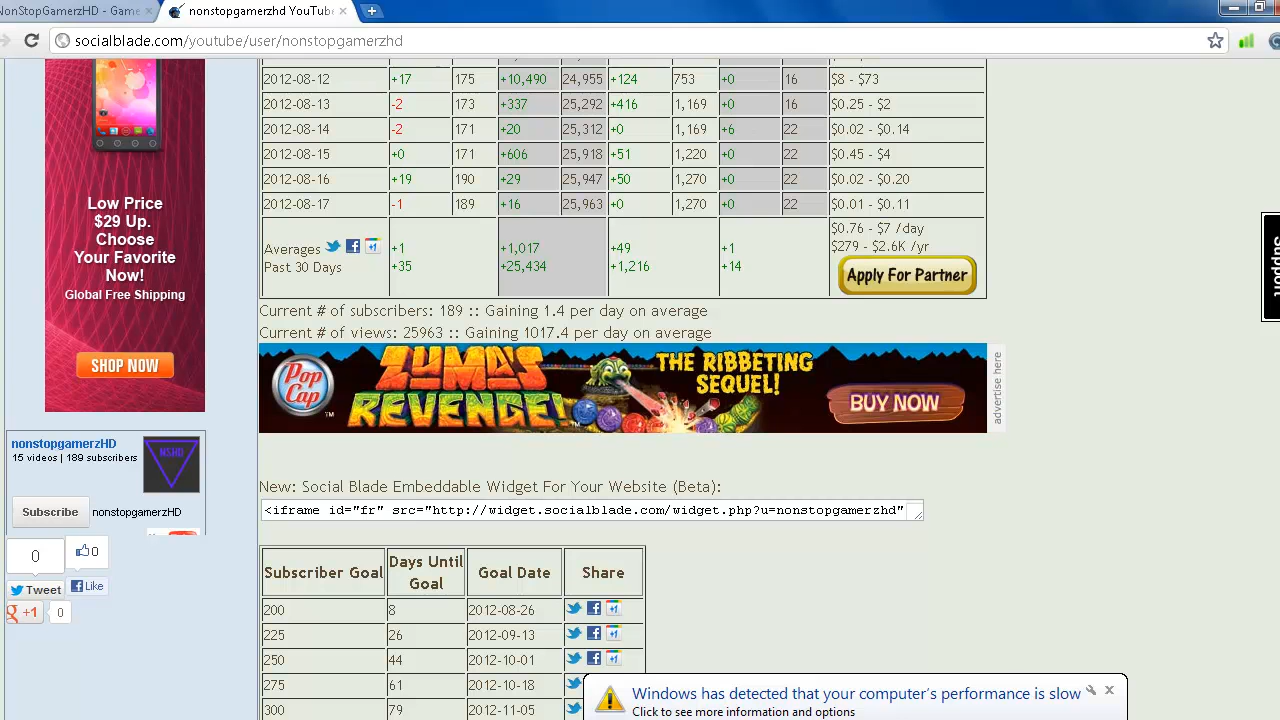 NonStopGamerzHD - Game
nonstopgamerzhd YouTube
socialblade.com/youtube/user/nonstopgamerzhd
2012-08-12 +17 175 +10,490 24,955 +124 753 +0 16 $8 - $73
2012-08-13 -2 173 +337 25,292 +416 1,169 +0 16 $0.25 - $2
2012-08-14 -2 171 +20 25,312 +0 1,169 +6 22 $0.02 - $0.14
2012-08-15 +0 171 +606 25,918 +51 1,220 +0 22 $0.45 - $4
2012-08-16 +19 190 +29 25,947 +50 1,270 +0 22 $0.02 - $0.20
2012-08-17 -1 189 +16 25,963 +0 1,270 +0 22 $0.01 - $0.11
$0.76 - $7 /day
Averages +1 +1,017 +49 +1 $279 - $2.6K /yr
Past 30 Days +35 +25,434 +1,216 +14
Apply For Partner
Current # of subscribers: 189 :: Gaining 1.4 per day on average
Current # of views: 25963 :: Gaining 1017.4 per day on average
Low Price
$29 Up.
Choose
Your Favorite
Now!
Global Free Shipping
SHOP NOW
Support
Pop
Cap
ZUMA'S
REVENGE!
THE RIBBETING
SEQUEL!
BUY NOW
advertise here
nonstopgamerzHD
15 videos | 189 subscribers
NSHD
Subscribe nonstopgamerzHD
0 0
Tweet Like
+1 0
New: Social Blade Embeddable Widget For Your Website (Beta):
<iframe id="fr" src="http://widget.socialblade.com/widget.php?u=nonstopgamerzhd"
Subscriber Goal Days Until Goal Goal Date Share
200 8 2012-08-26 +1
225 26 2012-09-13 +1
250 44 2012-10-01 +1
275 61 2012-10-18
300 79 2012-11-05
Windows has detected that your computer's performance is slow
Click to see more information and options